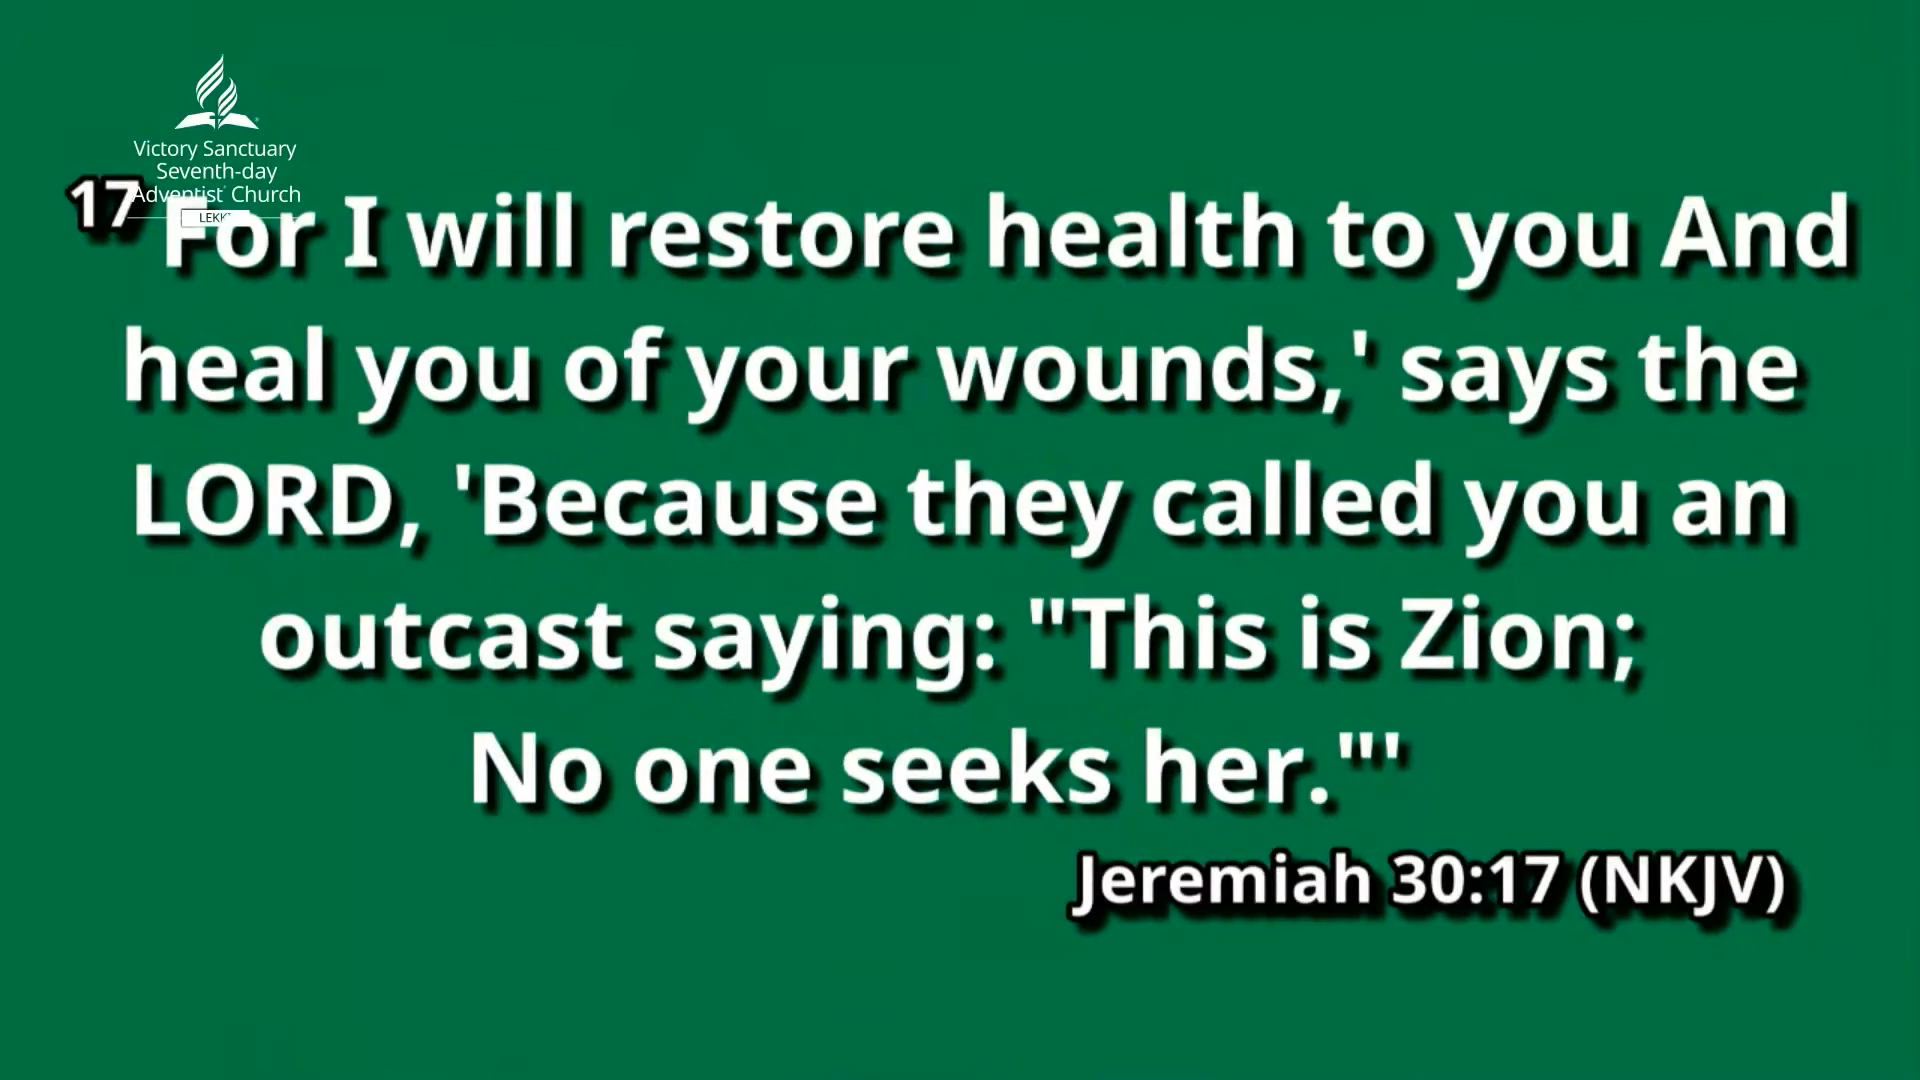 Victory Sanctuary
Seventh-day
Adventist Church
17 For I will restore health to you And
heal you of your wounds,' says the
LORD, 'Because they called you an
outcast saying: "This is Zion;
No one seeks her."'
Jeremiah 30:17 (NKJV)